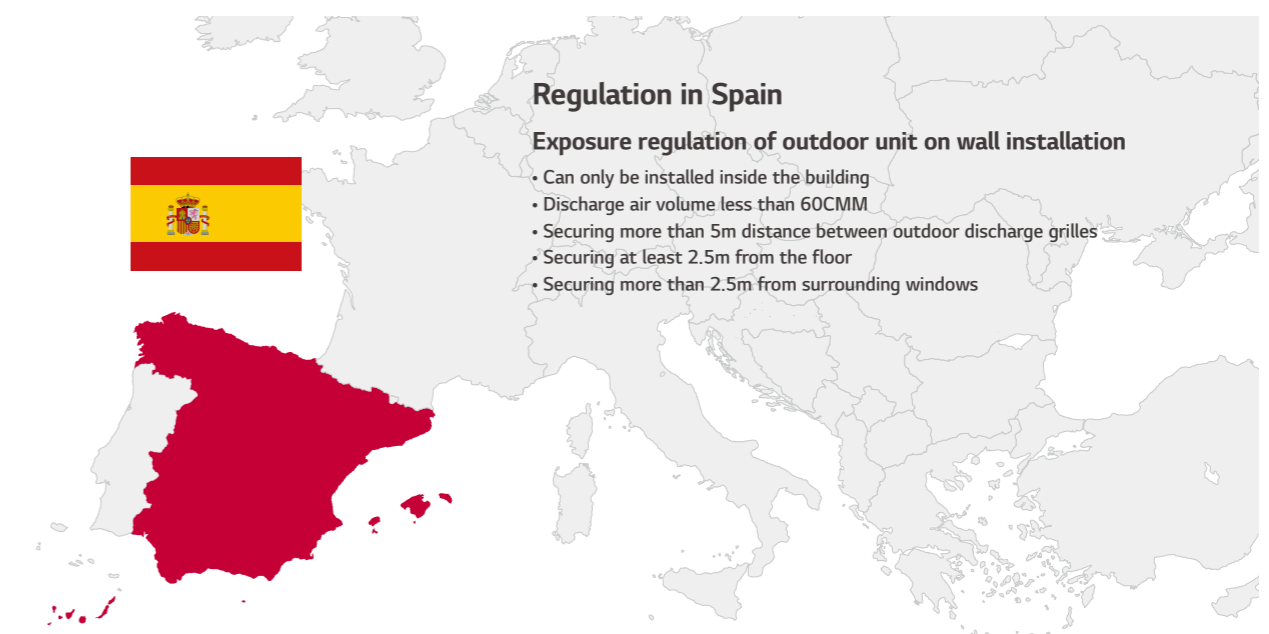 Regulation in Spain
Exposure regulation of outdoor unit on wall installation
• Can only be installed inside the building
• Discharge air volume less than 60CMM
• Securing more than 5m distance between outdoor discharge grilles
• Securing at least 2.5m from the floor
• Securing more than 2.5m from surrounding windows